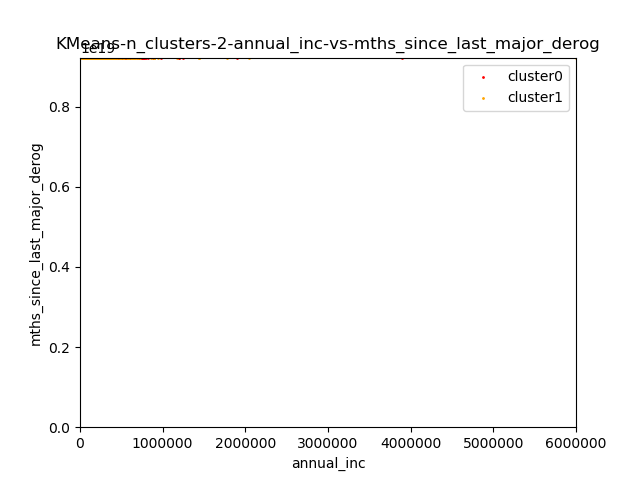 KMeans-n_clusters-2-annual_inc-vs-mths_since_last_major_derog
1e19
cluster0
cluster1
0.8
0.6
0.4
0.2
0.0
mths_since_last_major_derog
0 1000000 2000000 3000000 4000000 5000000 6000000
annual_inc